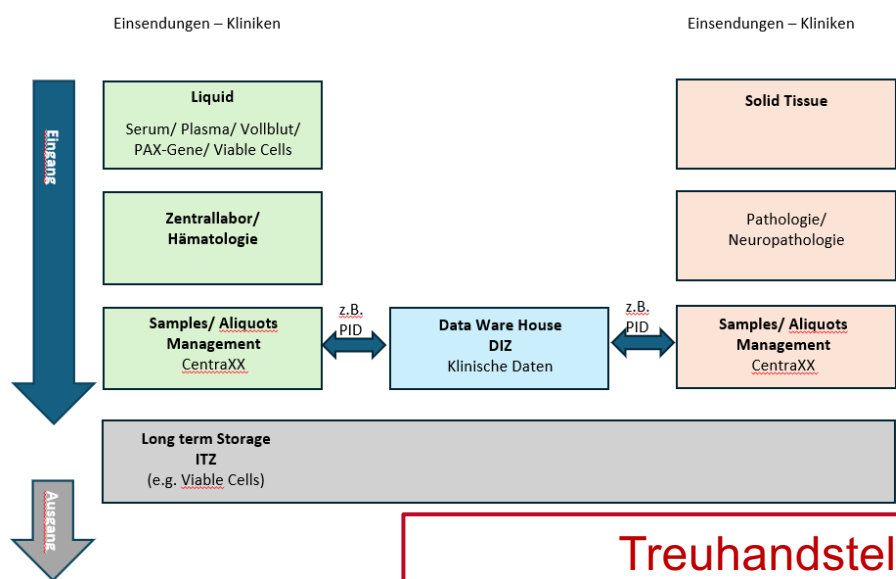 Einsendungen – Kliniken
Einsendungen – Kliniken
Eingang
Liquid
Serum/ Plasma/ Vollblut/
PAX-Gene/ Viable Cells
Solid Tissue
Zentrallabor/
Hämatologie
Pathologie/
Neuropathologie
Samples/ Aliquots
Management
CentraXX
z.B.
PID
Data Ware House
DIZ
Klinische Daten
z.B.
PID
Samples/ Aliquots
Management
CentraXX
Long term Storage
ITZ
(e.g. Viable Cells)
Ausgang
Treuhandstel